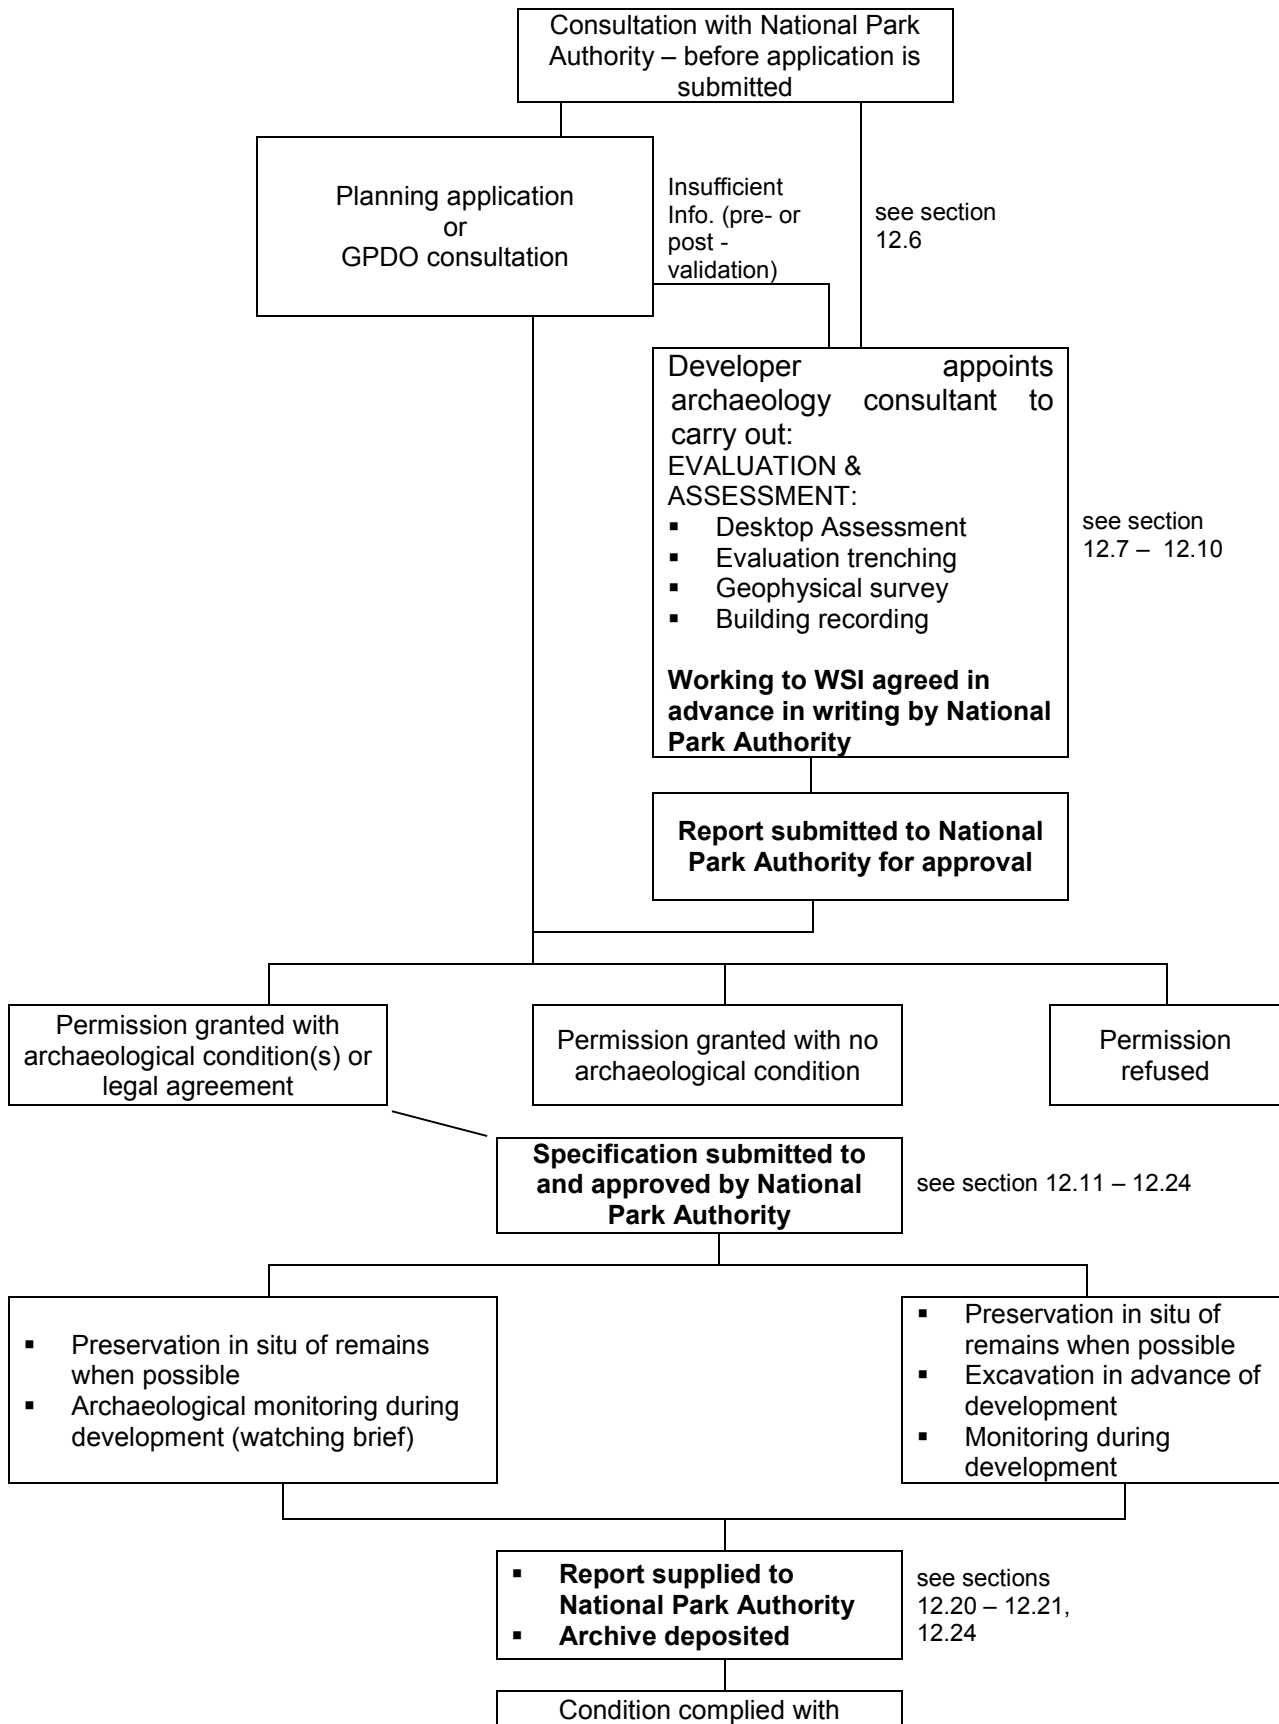 Consultation with National Park
Authority – before application is
submitted
Planning application
or
GPDO consultation
Insufficient
Info. (pre- or
post -
validation)
see section
12.6
Developer appoints
archaeology consultant to
carry out:
EVALUATION &
ASSESSMENT:
▪ Desktop Assessment
▪ Evaluation trenching
▪ Geophysical survey
▪ Building recording
Working to WSI agreed in
advance in writing by National
Park Authority
see section
12.7 – 12.10
Report submitted to National
Park Authority for approval
Permission granted with
archaeological condition(s) or
legal agreement
Permission granted with no
archaeological condition
Permission
refused
Specification submitted to
and approved by National
Park Authority
see section 12.11 – 12.24
▪ Preservation in situ of remains
when possible
▪ Archaeological monitoring during
development (watching brief)
▪ Preservation in situ of
remains when possible
▪ Excavation in advance of
development
▪ Monitoring during
development
▪ Report supplied to
National Park Authority
▪ Archive deposited
see sections
12.20 – 12.21,
12.24
Condition complied with